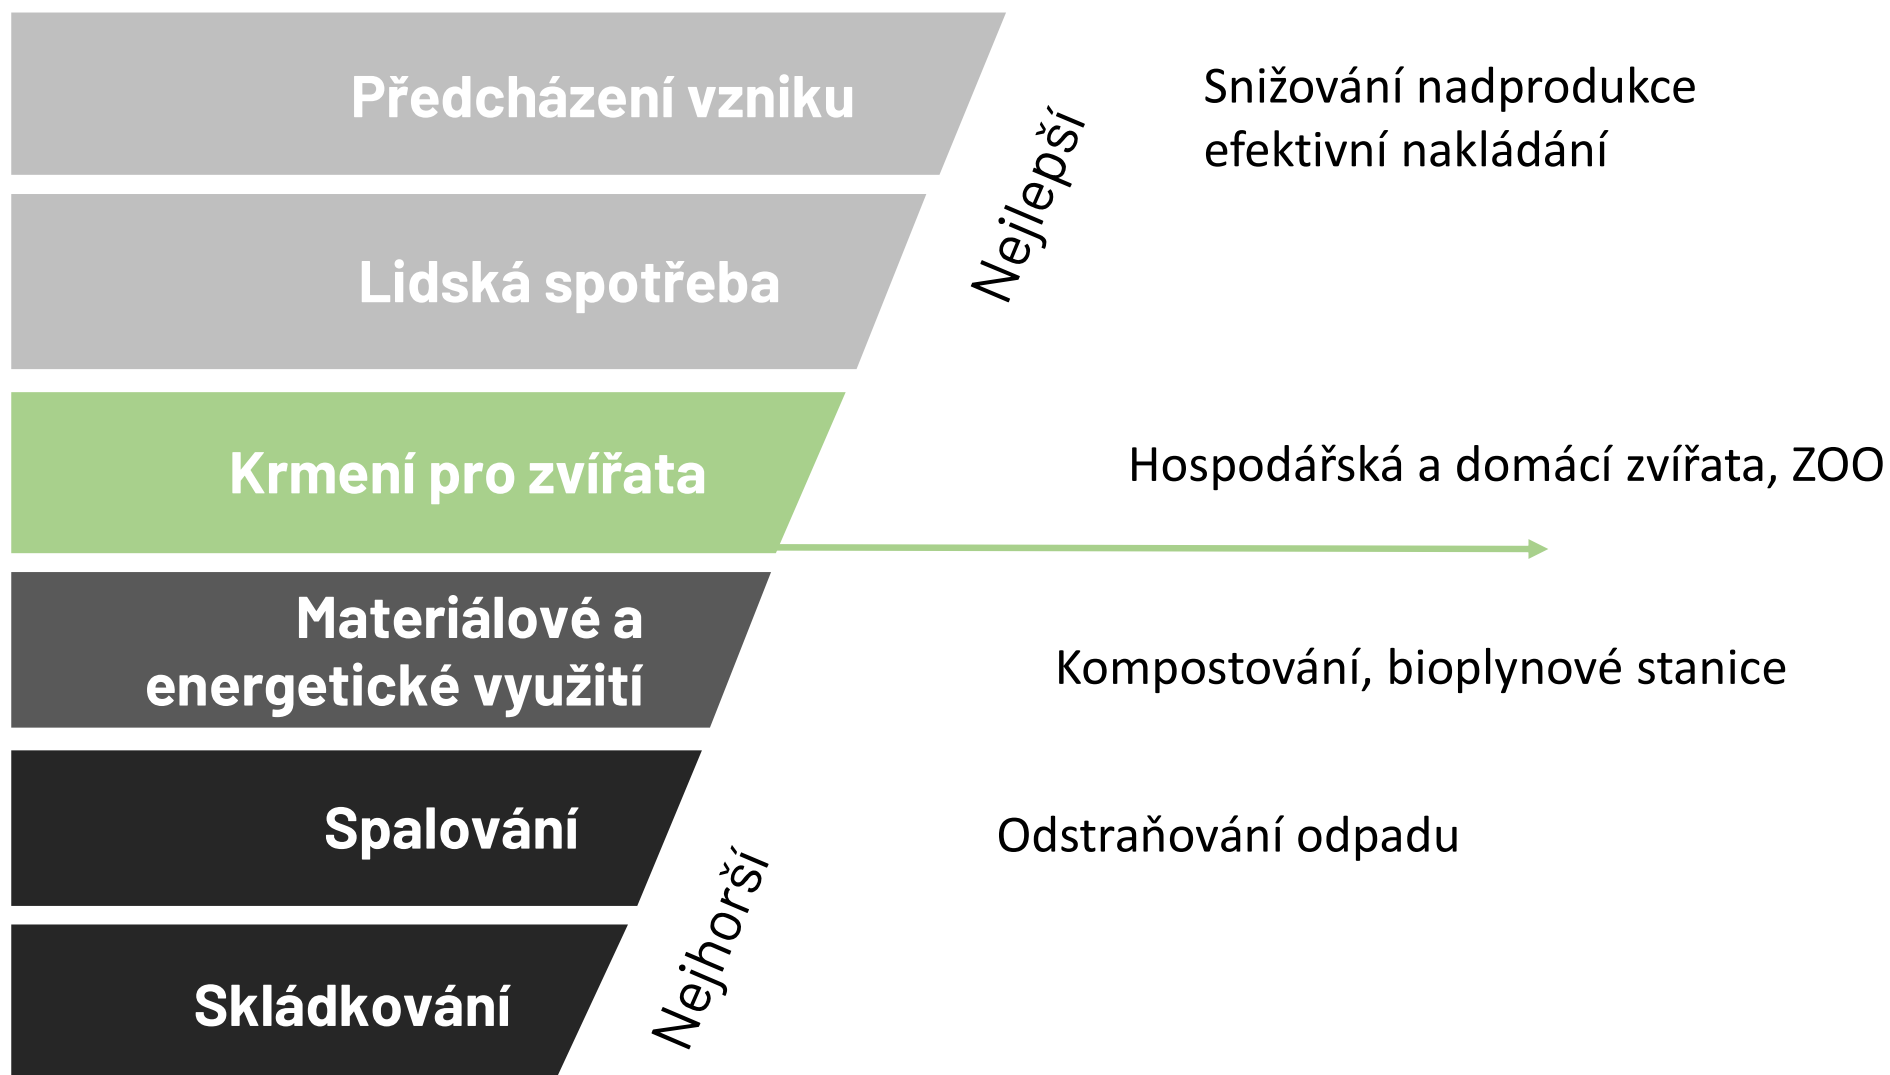 Předcházení vzniku
Snižování nadprodukce
efektivní nakládání
Nejlepší
Lidská spotřeba
Krmení pro zvířata
Hospodářská a domácí zvířata, ZOO
Materiálové a
energetické využití
Kompostování, bioplynové stanice
Spalování
Odstraňování odpadu
Nejhorší
Skládkování